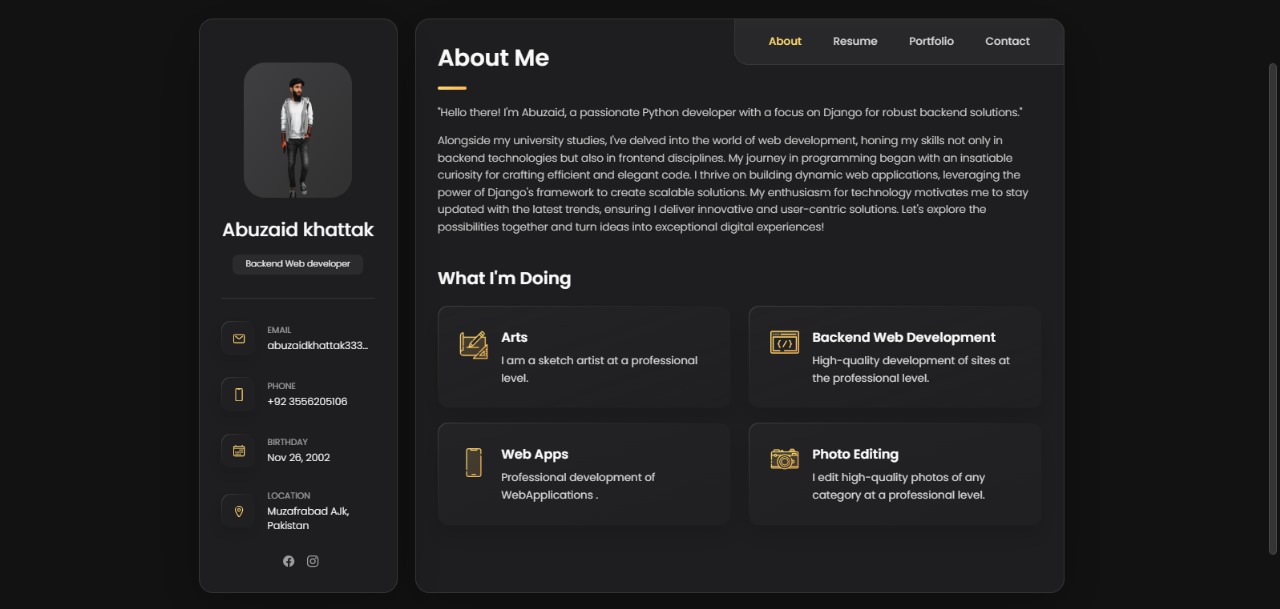 Abuzaid khattak
Backend Web developer
EMAIL
abuzaidkhattak333...
PHONE
+92 3556205106
BIRTHDAY
Nov 26, 2002
LOCATION
Muzafrabad AJk,
Pakistan
About Resume Portfolio Contact
About Me
"Hello there! I'm Abuzaid, a passionate Python developer with a focus on Django for robust backend solutions."
Alongside my university studies, I've delved into the world of web development, honing my skills not only in
backend technologies but also in frontend disciplines. My journey in programming began with an insatiable
curiosity for crafting efficient and elegant code. I thrive on building dynamic web applications, leveraging the
power of Django's framework to create scalable solutions. My enthusiasm for technology motivates me to stay
updated with the latest trends, ensuring I deliver innovative and user-centric solutions. Let's explore the
possibilities together and turn ideas into exceptional digital experiences!
What I'm Doing
Arts
I am a sketch artist at a professional
level.
Backend Web Development
High-quality development of sites at
the professional level.
Web Apps
Professional development of
WebApplications .
Photo Editing
I edit high-quality photos of any
category at a professional level.